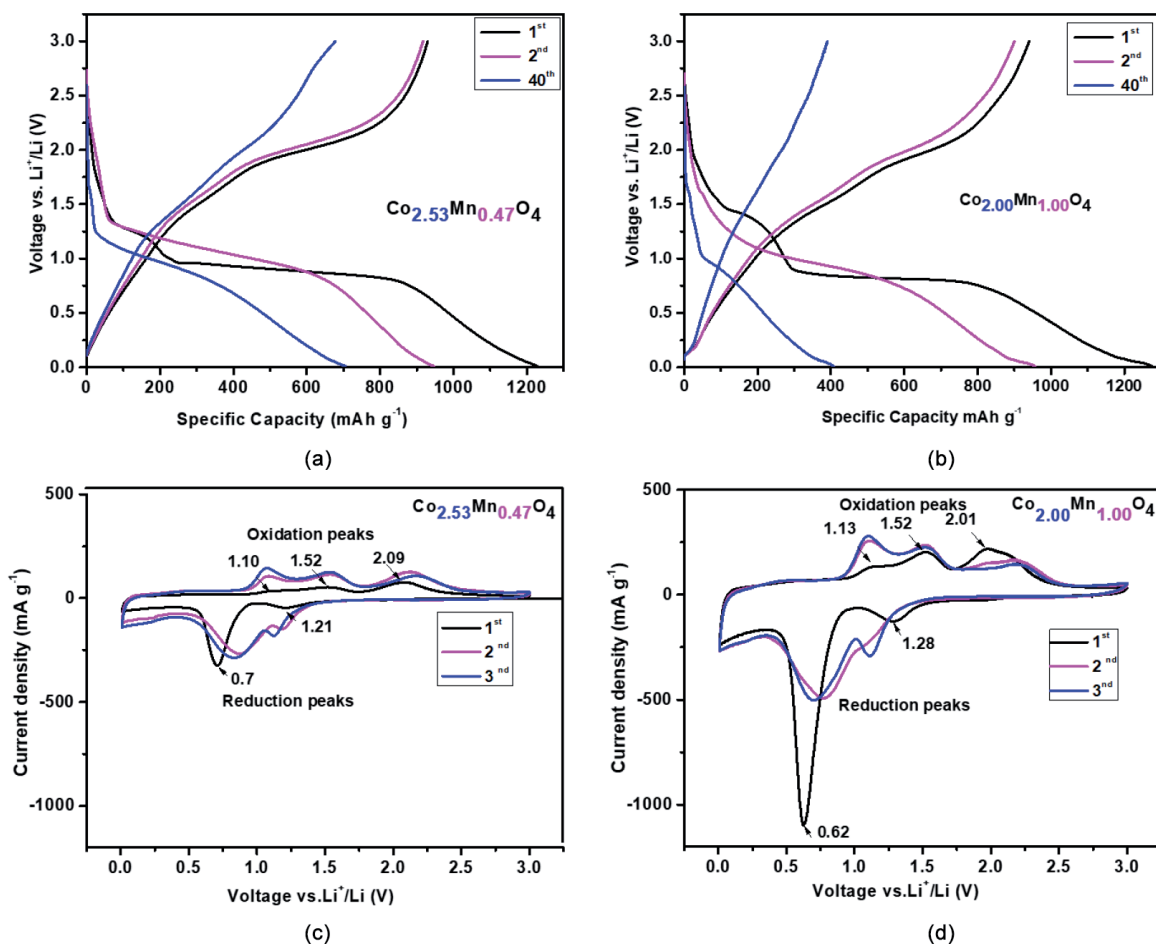 3.0
2.5
2.0
1.5
1.0
0.5
0.0
Voltage vs. Li⁺/Li (V)
1ˢᵗ
2ⁿᵈ
40ᵗʰ
Co₂.₅₃Mn₀.₄₇O₄
0 200 400 600 800 1000 1200
Specific Capacity (mAh g⁻¹)
(a)
3.0
2.5
2.0
1.5
1.0
0.5
0.0
Voltage vs. Li⁺/Li (V)
1ˢᵗ
2ⁿᵈ
40ᵗʰ
Co₂.₀₀Mn₁.₀₀O₄
0 200 400 600 800 1000 1200
Specific Capacity mAh g⁻¹
(b)
500
0
-500
-1000
Current density (mA g⁻¹)
Co₂.₅₃Mn₀.₄₇O₄
Oxidation peaks
1.10 1.52 2.09
1.21
0.7
Reduction peaks
1ˢᵗ
2ⁿᵈ
3ⁿᵈ
0.0 0.5 1.0 1.5 2.0 2.5 3.0
Voltage vs.Li⁺/Li (V)
(c)
500
0
-500
-1000
Current density (mA g⁻¹)
Co₂.₀₀Mn₁.₀₀O₄
Oxidation peaks
1.13 1.52 2.01
1.28
Reduction peaks
0.62
1ˢᵗ
2ⁿᵈ
3ⁿᵈ
0.0 0.5 1.0 1.5 2.0 2.5 3.0
Voltage vs.Li⁺/Li (V)
(d)